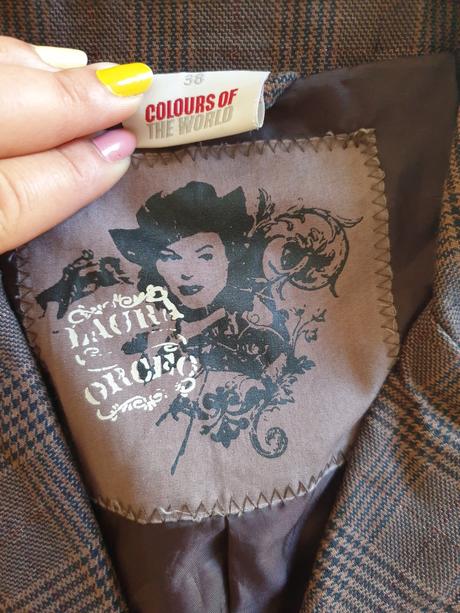 38
COLOURS OF
THE WORLD
LAURA
ORCEO